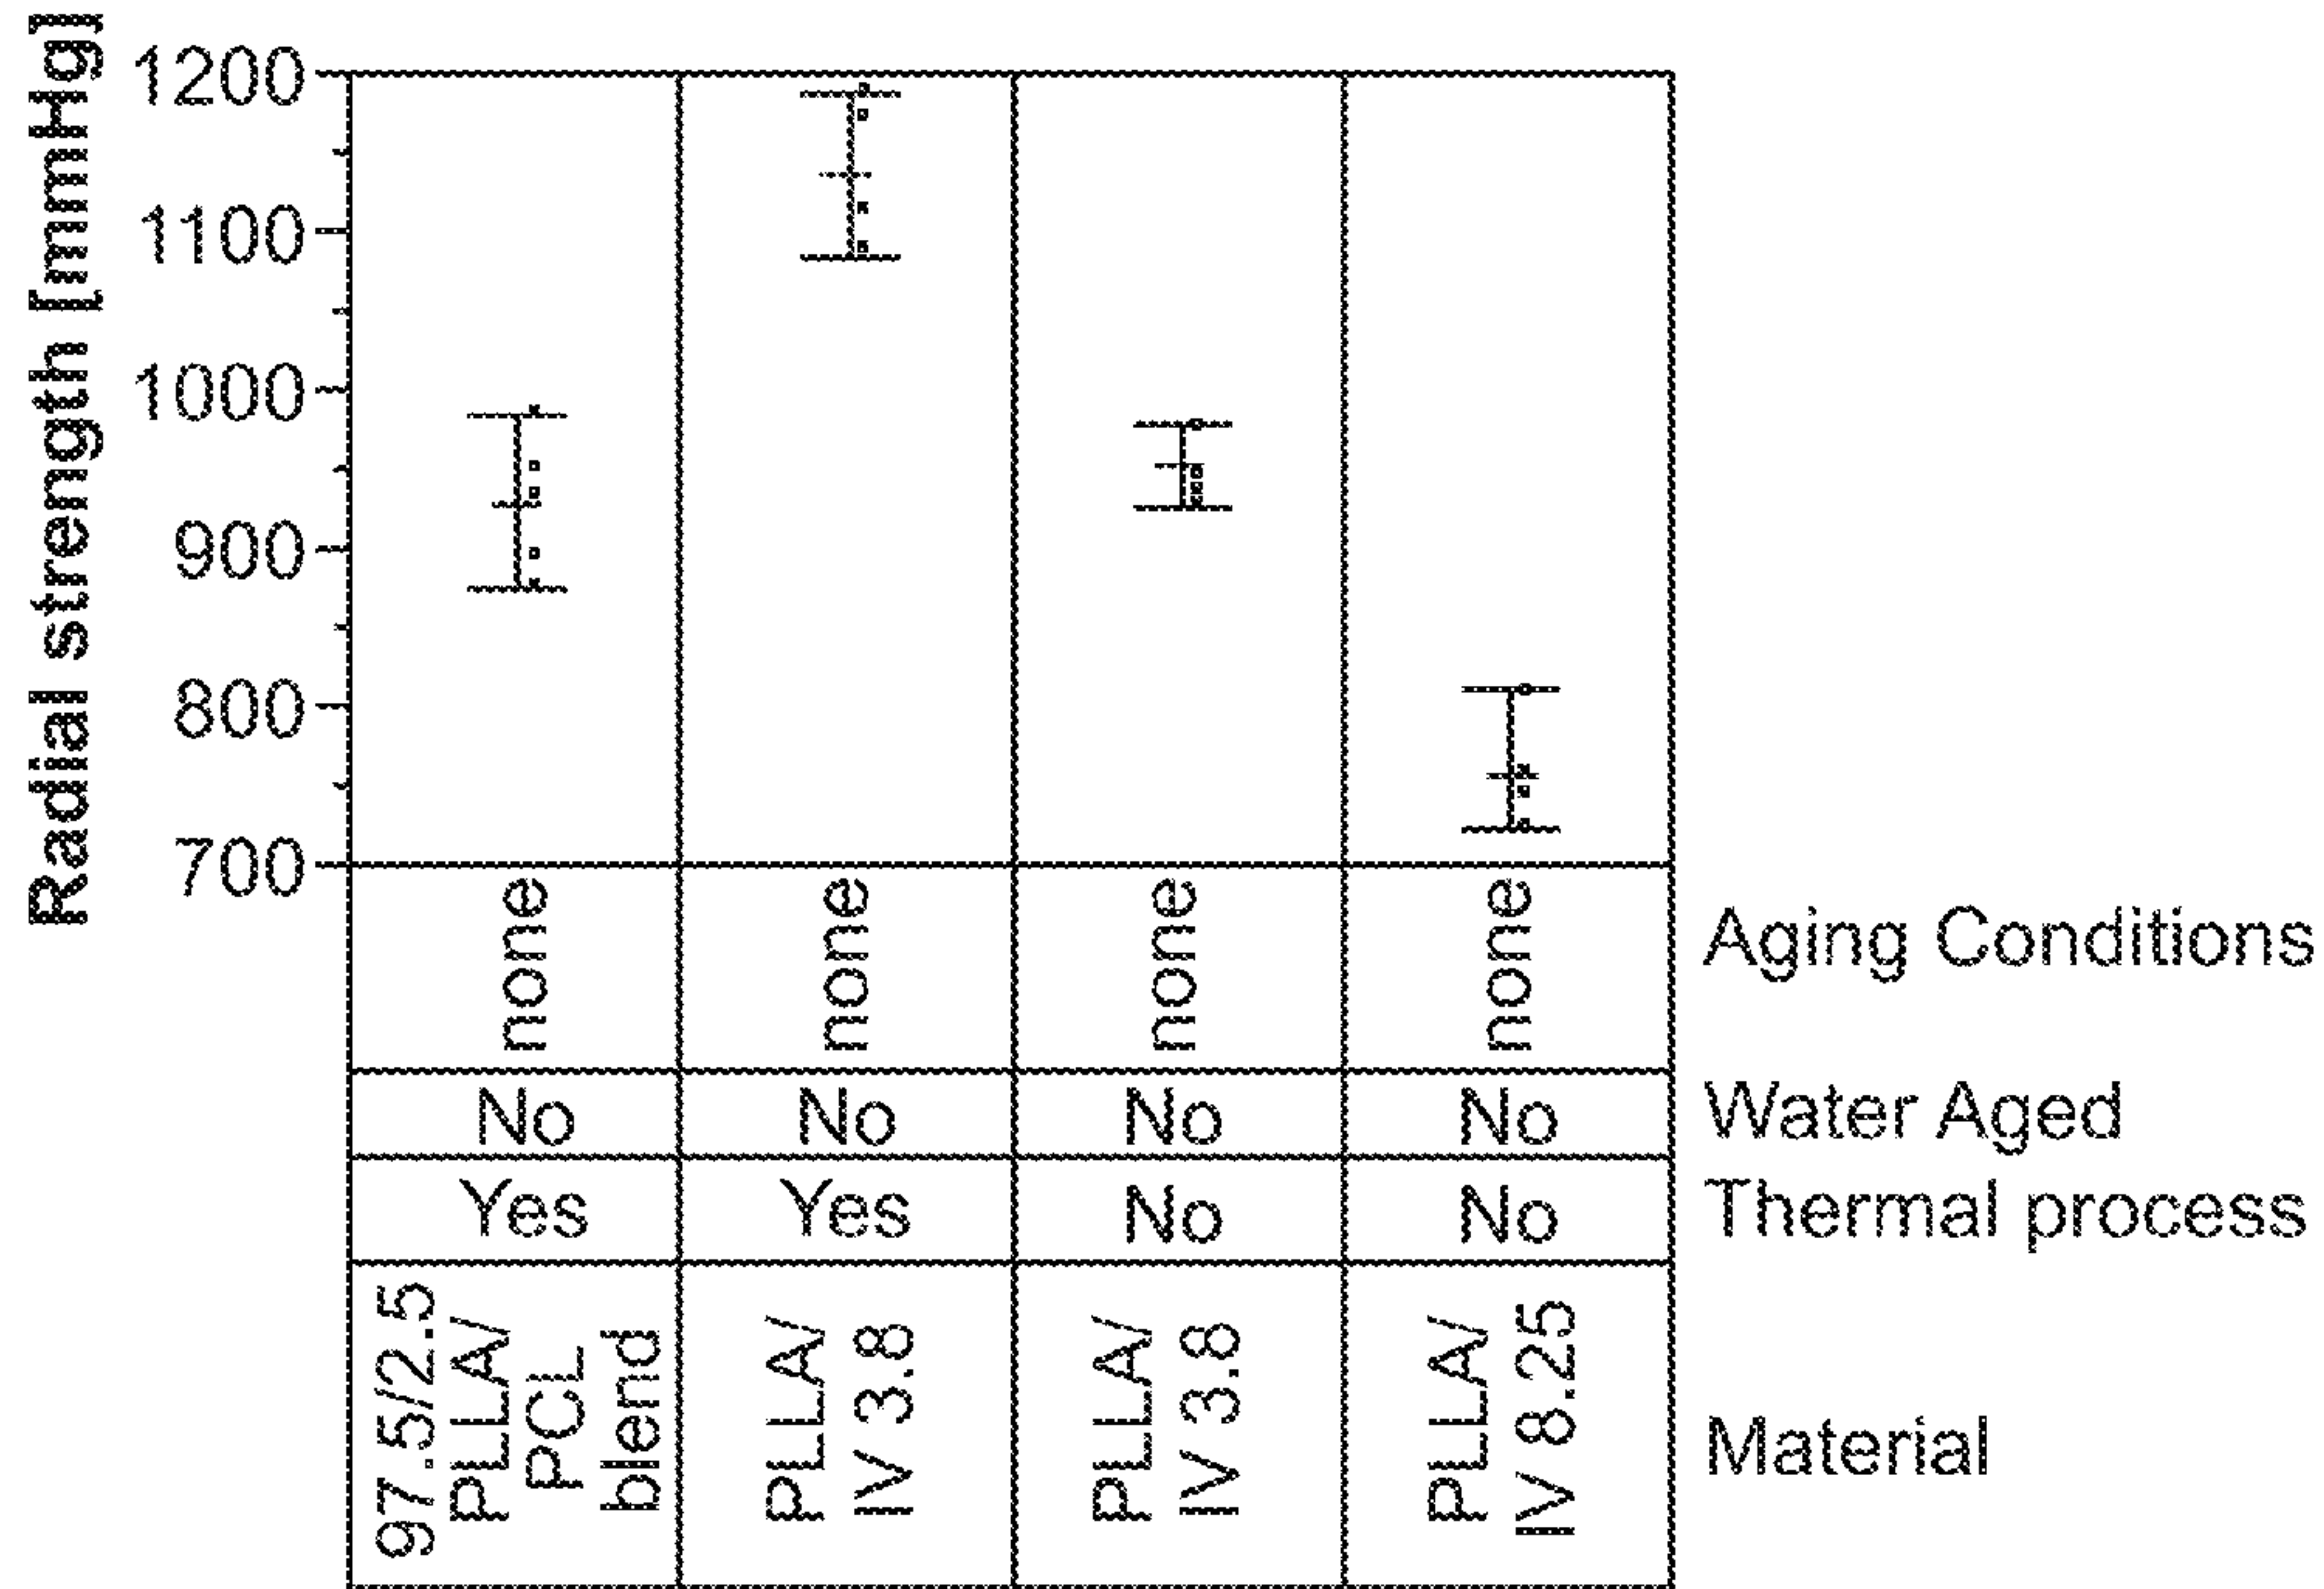 Radial strength [mmHg]
1200
1100
1000
900
800
700
none none none none Aging Conditions
No No No No Water Aged
Yes Yes No No Thermal process
97.5/2.5
PLLA/
PCL
blend
PLLA/
IV 3.8
PLLA/
IV 3.8
PLLA/
IV 8.25
Material